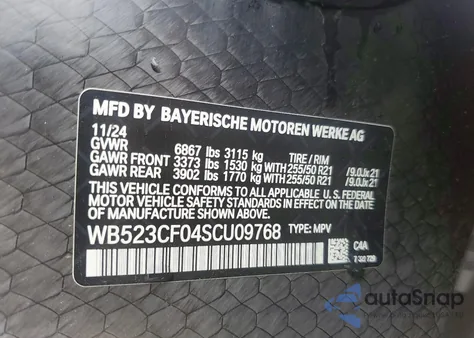 MFD BY BAYERISCHE MOTOREN WERKE AG
11/24
GVWR 6867 lbs 3115 kg TIRE / RIM
GAWR FRONT 3373 lbs 1530 kg WITH 255/50 R21 /9.0Jx21
GAWR REAR 3902 lbs 1770 kg WITH 255/50 R21 /9.0Jx21
THIS VEHICLE CONFORMS TO ALL APPLICABLE U.S. FEDERAL
MOTOR VEHICLE SAFETY STANDARDS IN EFFECT ON THE
DATE OF MANUFACTURE SHOWN ABOVE.
WB523CF04SCU09768 TYPE: MPV
C4A
autoSnap